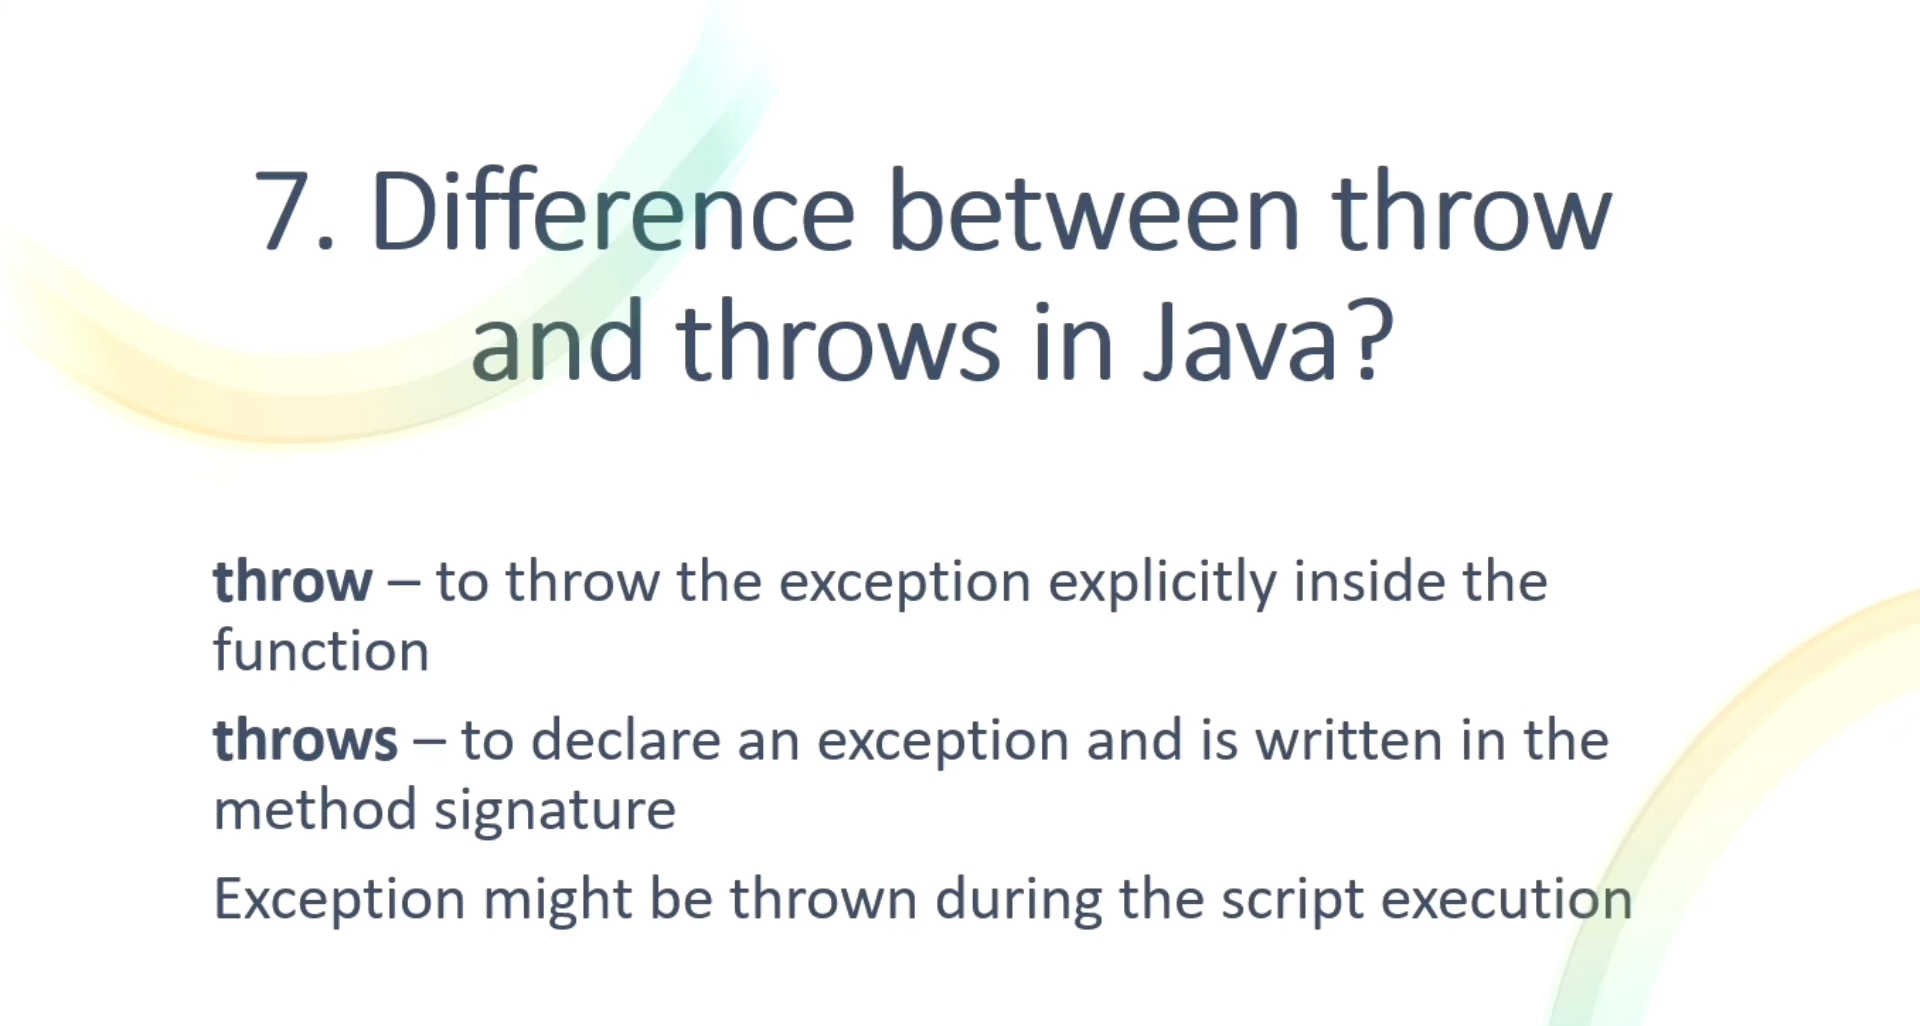 7. Difference between throw
and throws in Java?
throw – to throw the exception explicitly inside the
function
throws – to declare an exception and is written in the
method signature
Exception might be thrown during the script execution